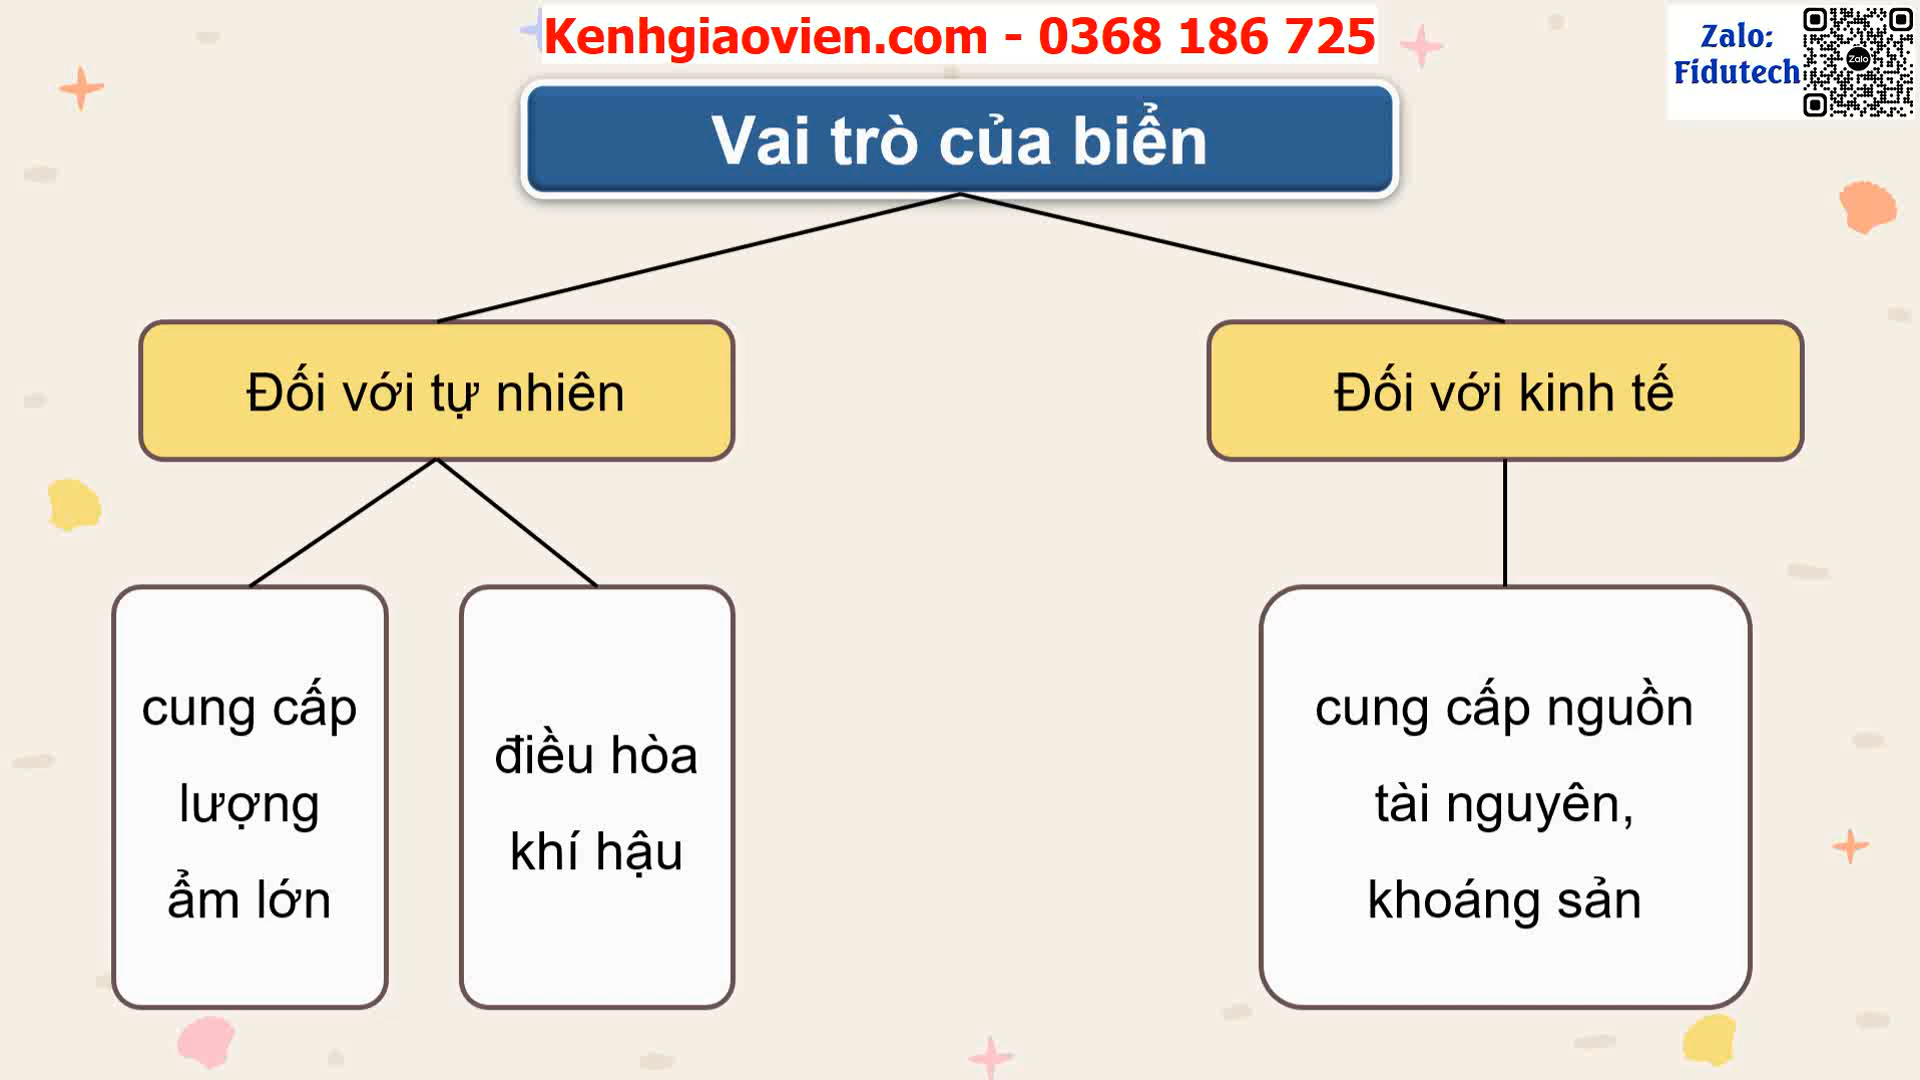 Kenhgiaovien.com - 0368 186 725
Zalo:
Fidutech
Zalo
Vai trò của biển
Đối với tự nhiên
Đối với kinh tế
cung cấp
lượng
ẩm lớn
điều hòa
khí hậu
cung cấp nguồn
tài nguyên,
khoáng sản